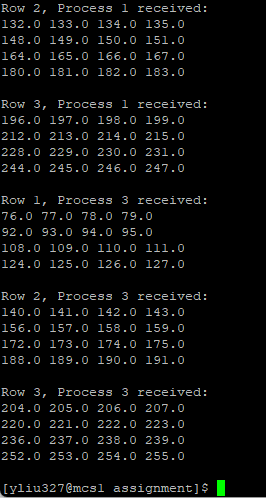 Row 2, Process 1 received:
132.0 133.0 134.0 135.0
148.0 149.0 150.0 151.0
164.0 165.0 166.0 167.0
180.0 181.0 182.0 183.0
Row 3, Process 1 received:
196.0 197.0 198.0 199.0
212.0 213.0 214.0 215.0
228.0 229.0 230.0 231.0
244.0 245.0 246.0 247.0
Row 1, Process 3 received:
76.0 77.0 78.0 79.0
92.0 93.0 94.0 95.0
108.0 109.0 110.0 111.0
124.0 125.0 126.0 127.0
Row 2, Process 3 received:
140.0 141.0 142.0 143.0
156.0 157.0 158.0 159.0
172.0 173.0 174.0 175.0
188.0 189.0 190.0 191.0
Row 3, Process 3 received:
204.0 205.0 206.0 207.0
220.0 221.0 222.0 223.0
236.0 237.0 238.0 239.0
252.0 253.0 254.0 255.0
[yliu327@mcs1 assignment]$